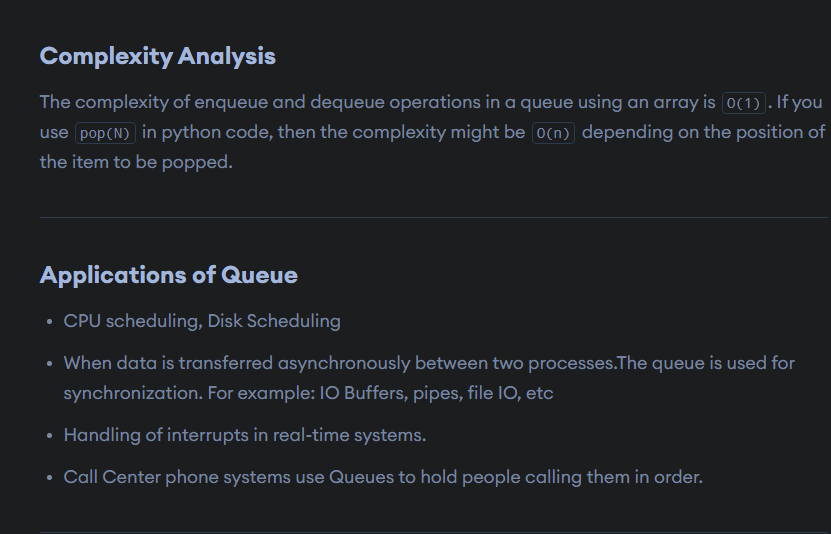 Complexity Analysis
The complexity of enqueue and dequeue operations in a queue using an array is O(1). If you
use pop(N) in python code, then the complexity might be O(n) depending on the position of
the item to be popped.
Applications of Queue
• CPU scheduling, Disk Scheduling
• When data is transferred asynchronously between two processes.The queue is used for
synchronization. For example: IO Buffers, pipes, file IO, etc
• Handling of interrupts in real-time systems.
• Call Center phone systems use Queues to hold people calling them in order.